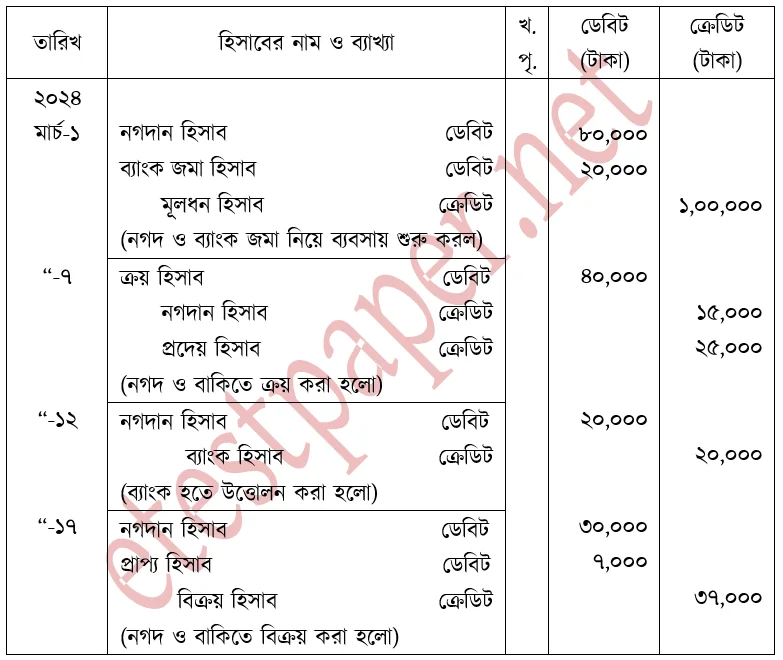 তারিখ হিসাবের নাম ও ব্যাখ্যা খ. পৃ. ডেবিট (টাকা) ক্রেডিট (টাকা)
২০২৪
মার্চ-১ নগদান হিসাব ডেবিট ৮০,০০০
ব্যাংক জমা হিসাব ডেবিট ২০,০০০
মূলধন হিসাব ক্রেডিট ১,০০,০০০
(নগদ ও ব্যাংক জমা নিয়ে ব্যবসায় শুরু করল)
“-৭ ক্রয় হিসাব ডেবিট ৪০,০০০
নগদান হিসাব ক্রেডিট ১৫,০০০
প্রদেয় হিসাব ক্রেডিট ২৫,০০০
(নগদ ও বাকিতে ক্রয় করা হলো)
“-১২ নগদান হিসাব ডেবিট ২০,০০০
ব্যাংক হিসাব ক্রেডিট ২০,০০০
(ব্যাংক হতে উত্তোলন করা হলো)
“-১৭ নগদান হিসাব ডেবিট ৩০,০০০
প্রাপ্য হিসাব ডেবিট ৭,০০০
বিক্রয় হিসাব ক্রেডিট ৩৭,০০০
(নগদ ও বাকিতে বিক্রয় করা হলো)
etestpaper.net